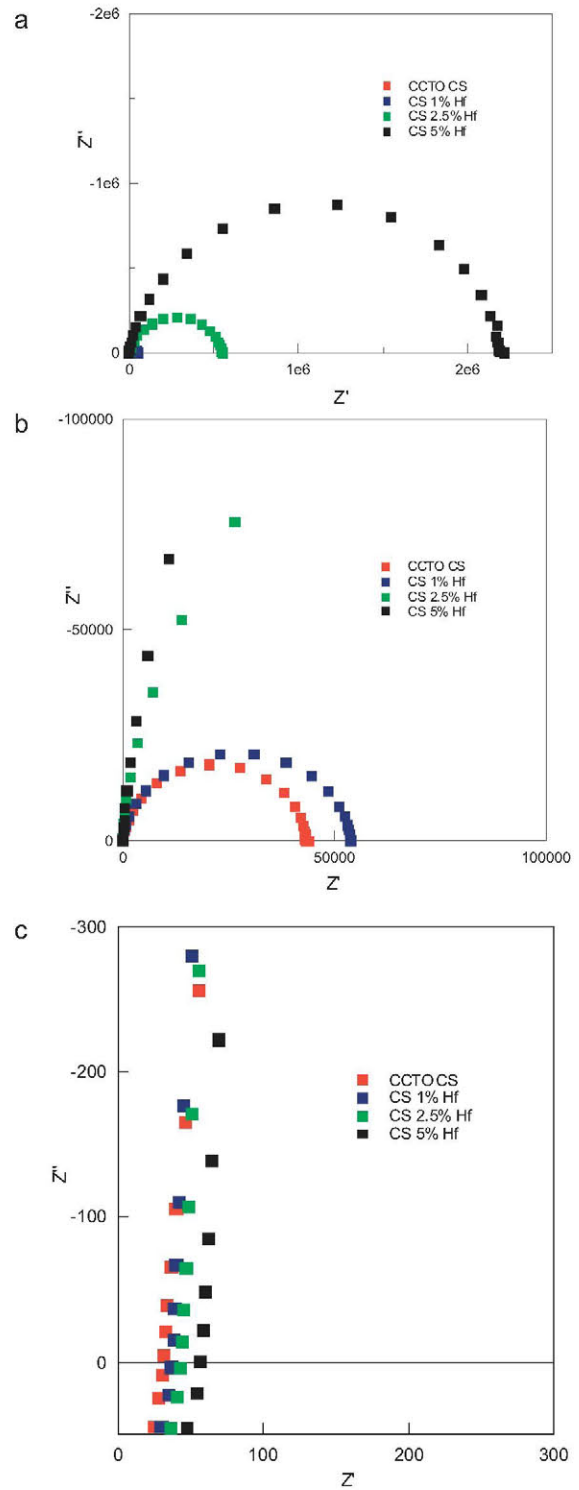 a
-2e6
-1e6
0
Z"
CCTO CS
CS 1% Hf
CS 2.5% Hf
CS 5% Hf
0
1e6
2e6
Z'
b
-100000
-50000
0
Z"
CCTO CS
CS 1% Hf
CS 2.5% Hf
CS 5% Hf
0
50000
100000
Z'
c
-300
-200
-100
0
Z"
CCTO CS
CS 1% Hf
CS 2.5% Hf
CS 5% Hf
0
100
200
300
Z'